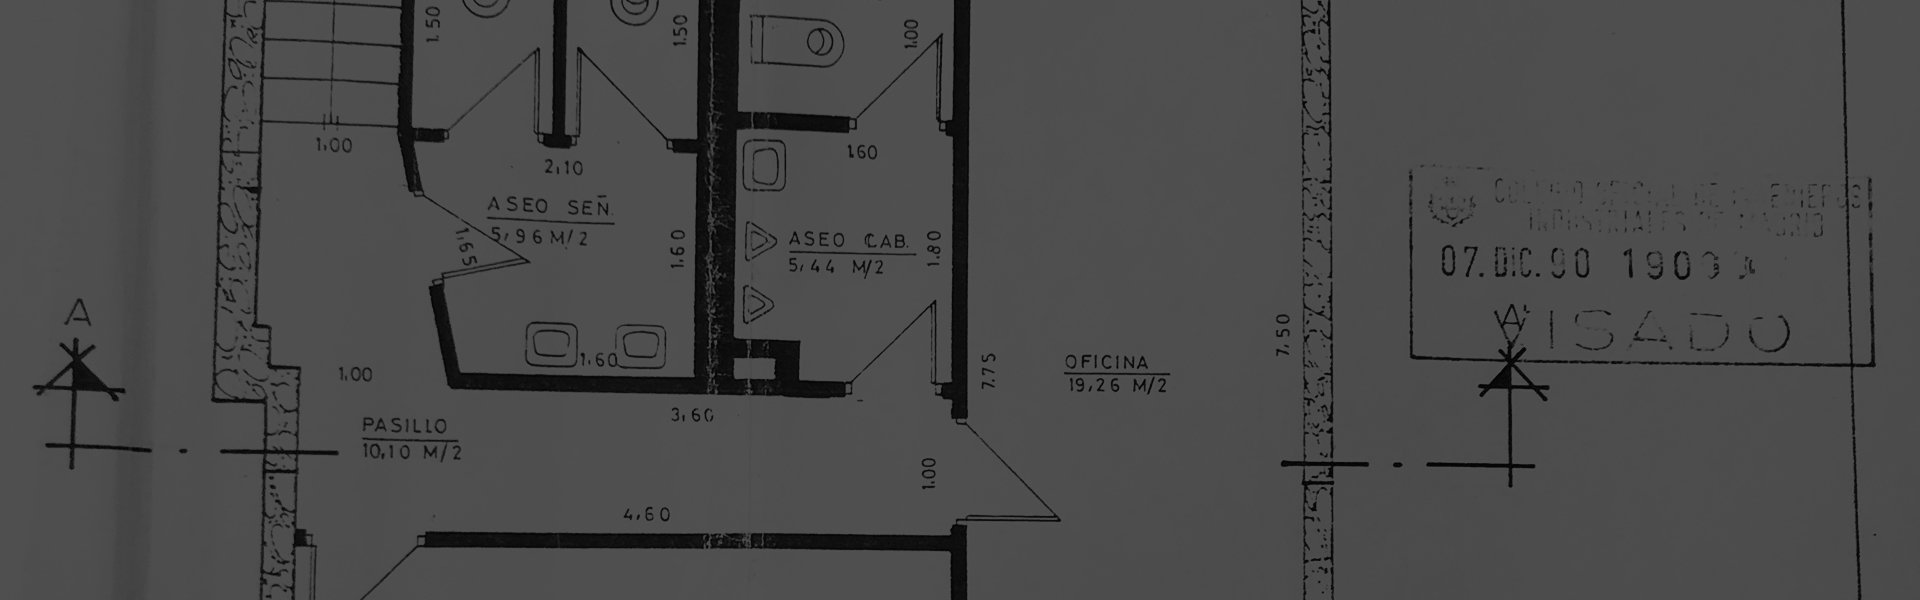 1.50
1.50
1.00
1.00
2,10
160
ASEO SEÑ.
5,96 M/2
1,65
1.60
ASEO CAB.
5,44 M/2
1.80
07. DIC. 90 1900
VISADO
A
A'
1.60
1.00
7.75
OFICINA
19,26 M/2
7,50
3,60
PASILLO
10,10 M/2
1.00
4,60